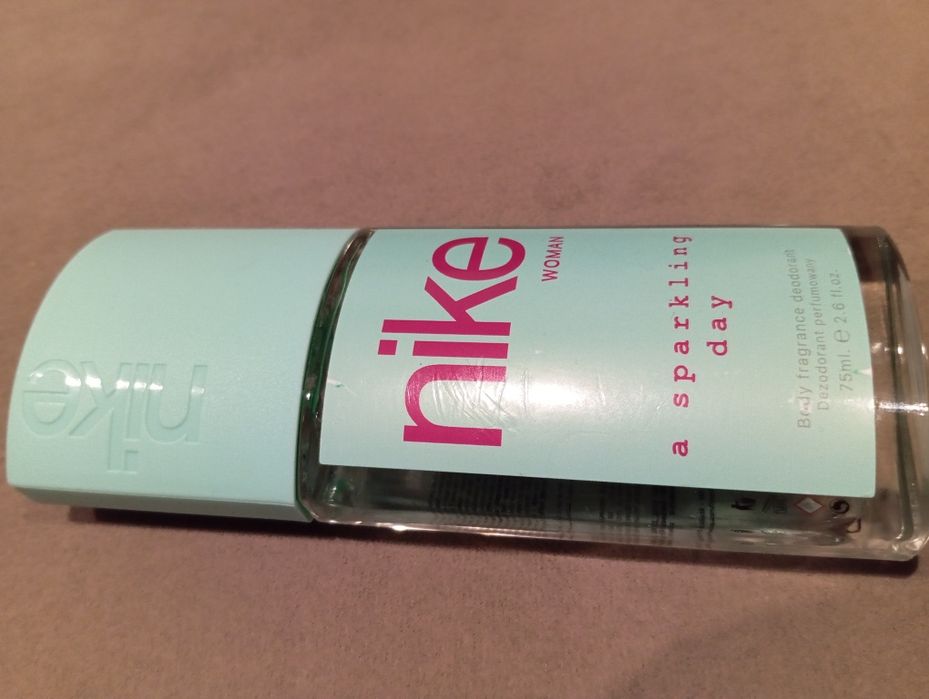 nike
WOMAN
a sparkling
day
Body fragrance deodorant
Dezodorant perfumowany
75ml. ℮ 2.6 fl.oz.
nike